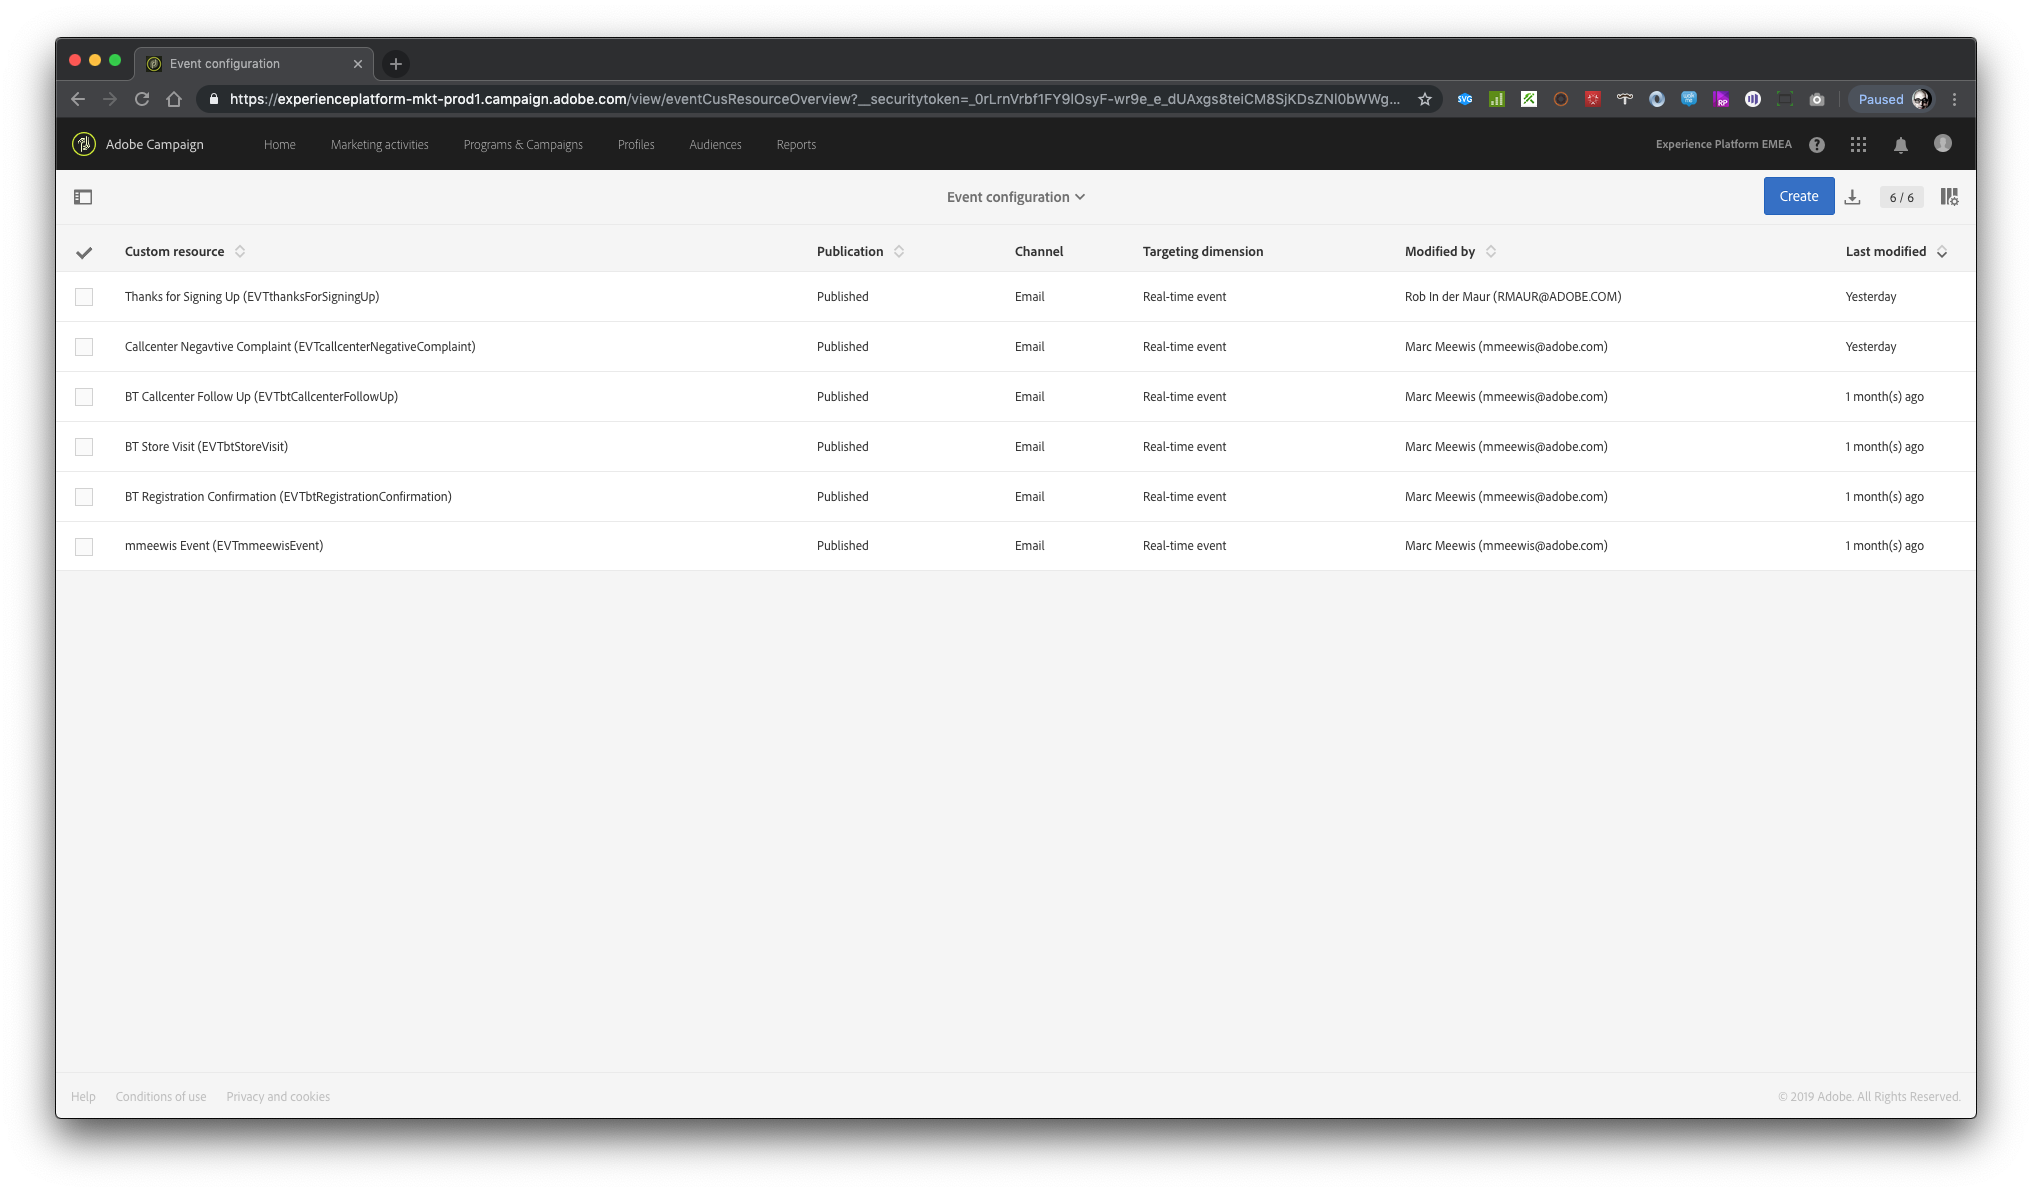 Event configuration
https://experienceplatform-mkt-prod1.campaign.adobe.com/view/eventCusResourceOverview?__securitytoken=_0rLrnVrbf1FY9lOsyF-wr9e_e_dUAxgs8teiCM8SjKDsZNl0bWWg...
SVG
RP
Paused
Adobe Campaign
Home
Marketing activities
Programs & Campaigns
Profiles
Audiences
Reports
Experience Platform EMEA
Event configuration
Create
6 / 6
Custom resource Publication Channel Targeting dimension Modified by Last modified
Thanks for Signing Up (EVTthanksForSigningUp) Published Email Real-time event Rob In der Maur (RMAUR@ADOBE.COM) Yesterday
Callcenter Negavtive Complaint (EVTcallcenterNegativeComplaint) Published Email Real-time event Marc Meewis (mmeewis@adobe.com) Yesterday
BT Callcenter Follow Up (EVTbtCallcenterFollowUp) Published Email Real-time event Marc Meewis (mmeewis@adobe.com) 1 month(s) ago
BT Store Visit (EVTbtStoreVisit) Published Email Real-time event Marc Meewis (mmeewis@adobe.com) 1 month(s) ago
BT Registration Confirmation (EVTbtRegistrationConfirmation) Published Email Real-time event Marc Meewis (mmeewis@adobe.com) 1 month(s) ago
mmeewis Event (EVTmmeewisEvent) Published Email Real-time event Marc Meewis (mmeewis@adobe.com) 1 month(s) ago
Help Conditions of use Privacy and cookies © 2019 Adobe. All Rights Reserved.